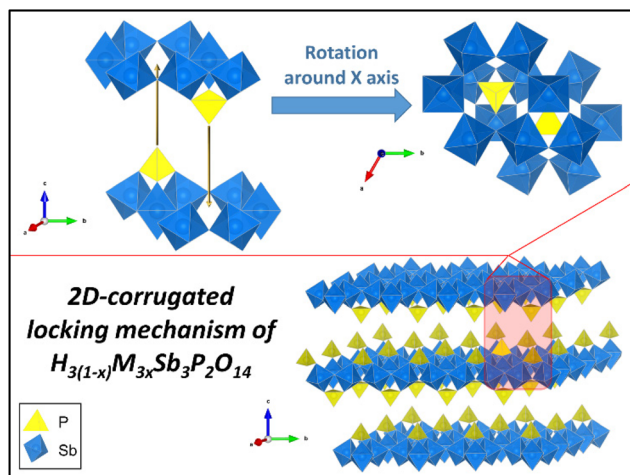 Rotation
around X axis
c
b
a
b
a
2D-corrugated
locking mechanism of
H3(1-x)M3xSb3P2O14
P
Sb
c
a
b